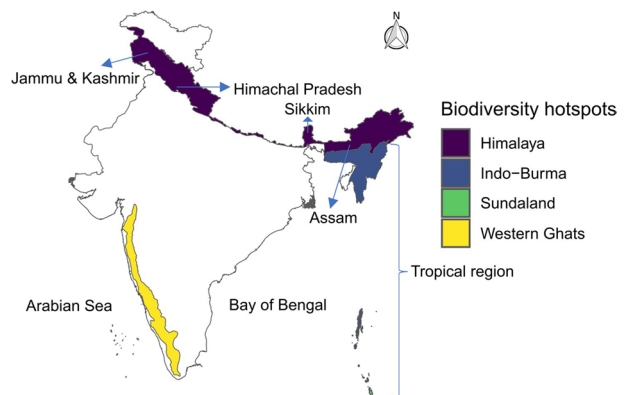 N
Jammu & Kashmir
Himachal Pradesh
Sikkim
Biodiversity hotspots
Himalaya
Indo−Burma
Sundaland
Western Ghats
Assam
Tropical region
Arabian Sea
Bay of Bengal